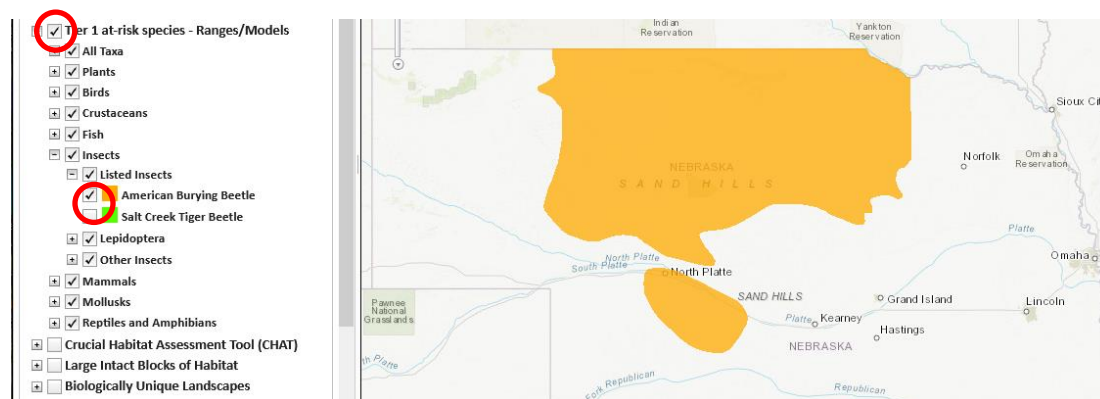 Tier 1 at-risk species - Ranges/Models
All Taxa
Plants
Birds
Crustaceans
Fish
Insects
Listed Insects
American Burying Beetle
Salt Creek Tiger Beetle
Lepidoptera
Other Insects
Mammals
Mollusks
Reptiles and Amphibians
Crucial Habitat Assessment Tool (CHAT)
Large Intact Blocks of Habitat
Biologically Unique Landscapes
Indian
Reservation
Yankton
Reservation
Sioux Cit
Norfolk
Omaha
Reservation
NEBRASKA
SAND HILLS
Platte
Omaha
North Platte
South Platte
North Platte
Pawnee
National
Grasslands
SAND HILLS
Grand Island
Lincoln
Platte
Kearney
Hastings
NEBRASKA
th Platte
Fork Republican
Republican